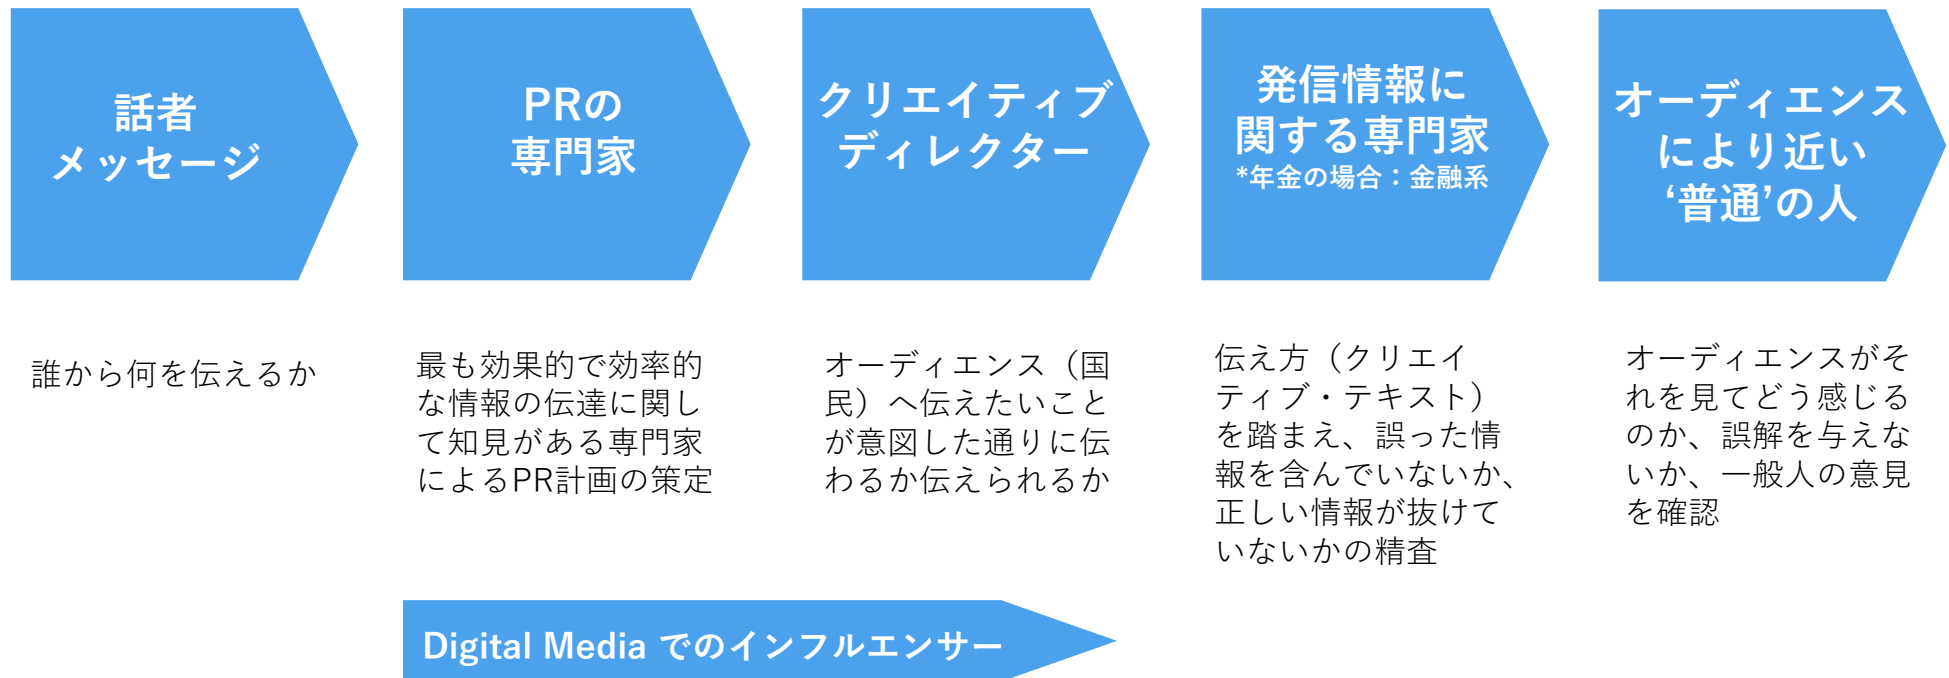 話者
メッセージ
PRの
専門家
クリエイティブ
ディレクター
発信情報に
関する専門家
*年金の場合：金融系
オーディエンス
により近い
‘普通’の人
誰から何を伝えるか
最も効果的で効率的
な情報の伝達に関し
て知見がある専門家
によるPR計画の策定
オーディエンス（国
民）へ伝えたいこと
が意図した通りに伝
わるか伝えられるか
伝え方（クリエイ
ティブ・テキスト）
を踏まえ、誤った情
報を含んでいないか、
正しい情報が抜けて
いないかの精査
オーディエンスがそ
れを見てどう感じる
のか、誤解を与えな
いか、一般人の意見
を確認
Digital Media でのインフルエンサー